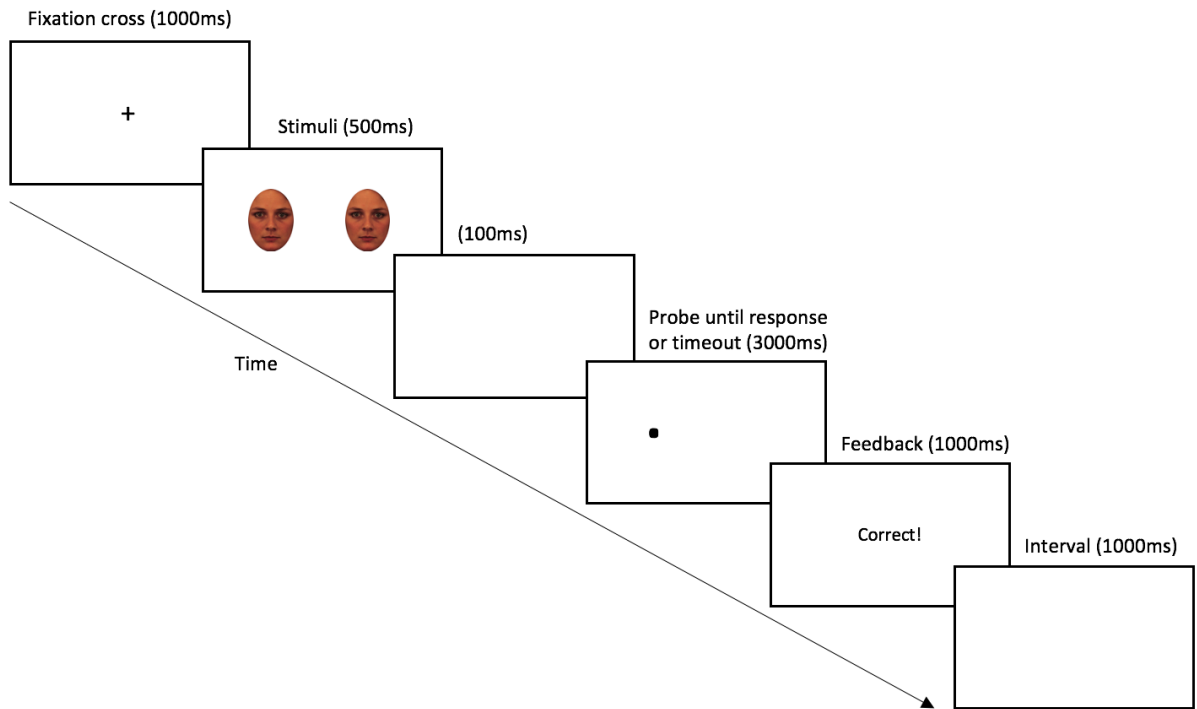 Fixation cross (1000ms)
+
Stimuli (500ms)
(100ms)
Probe until response
or timeout (3000ms)
Time
Feedback (1000ms)
Correct!
Interval (1000ms)